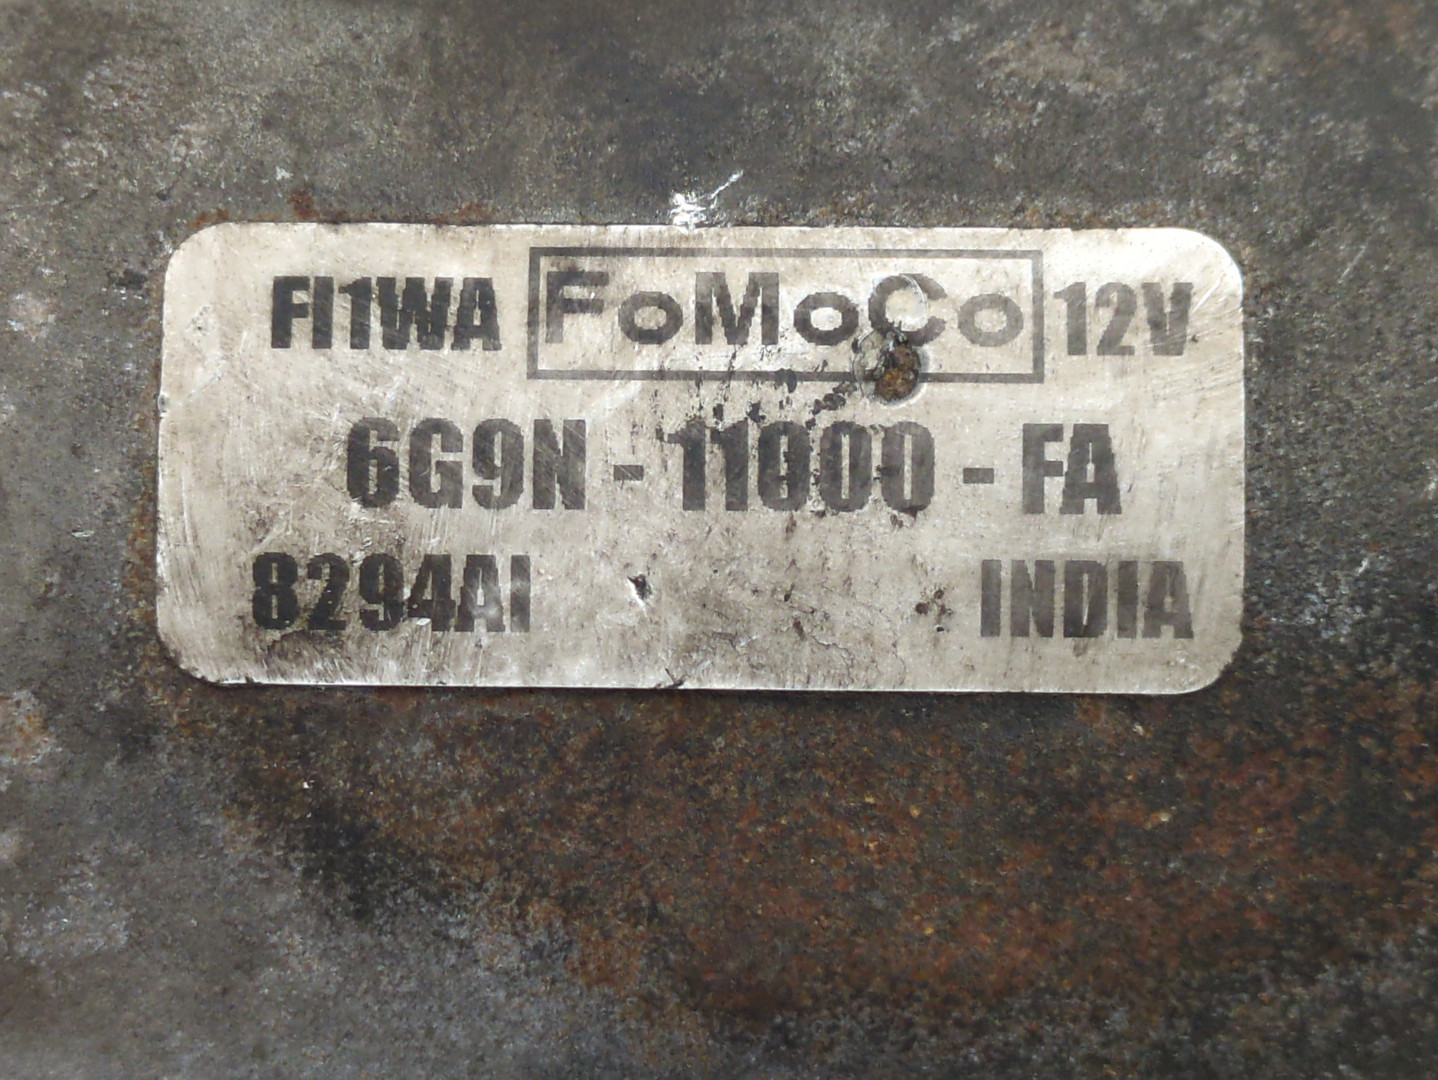 FI1WA FoMoCo 12V
6G9N - 11000 - FA
8294AI INDIA